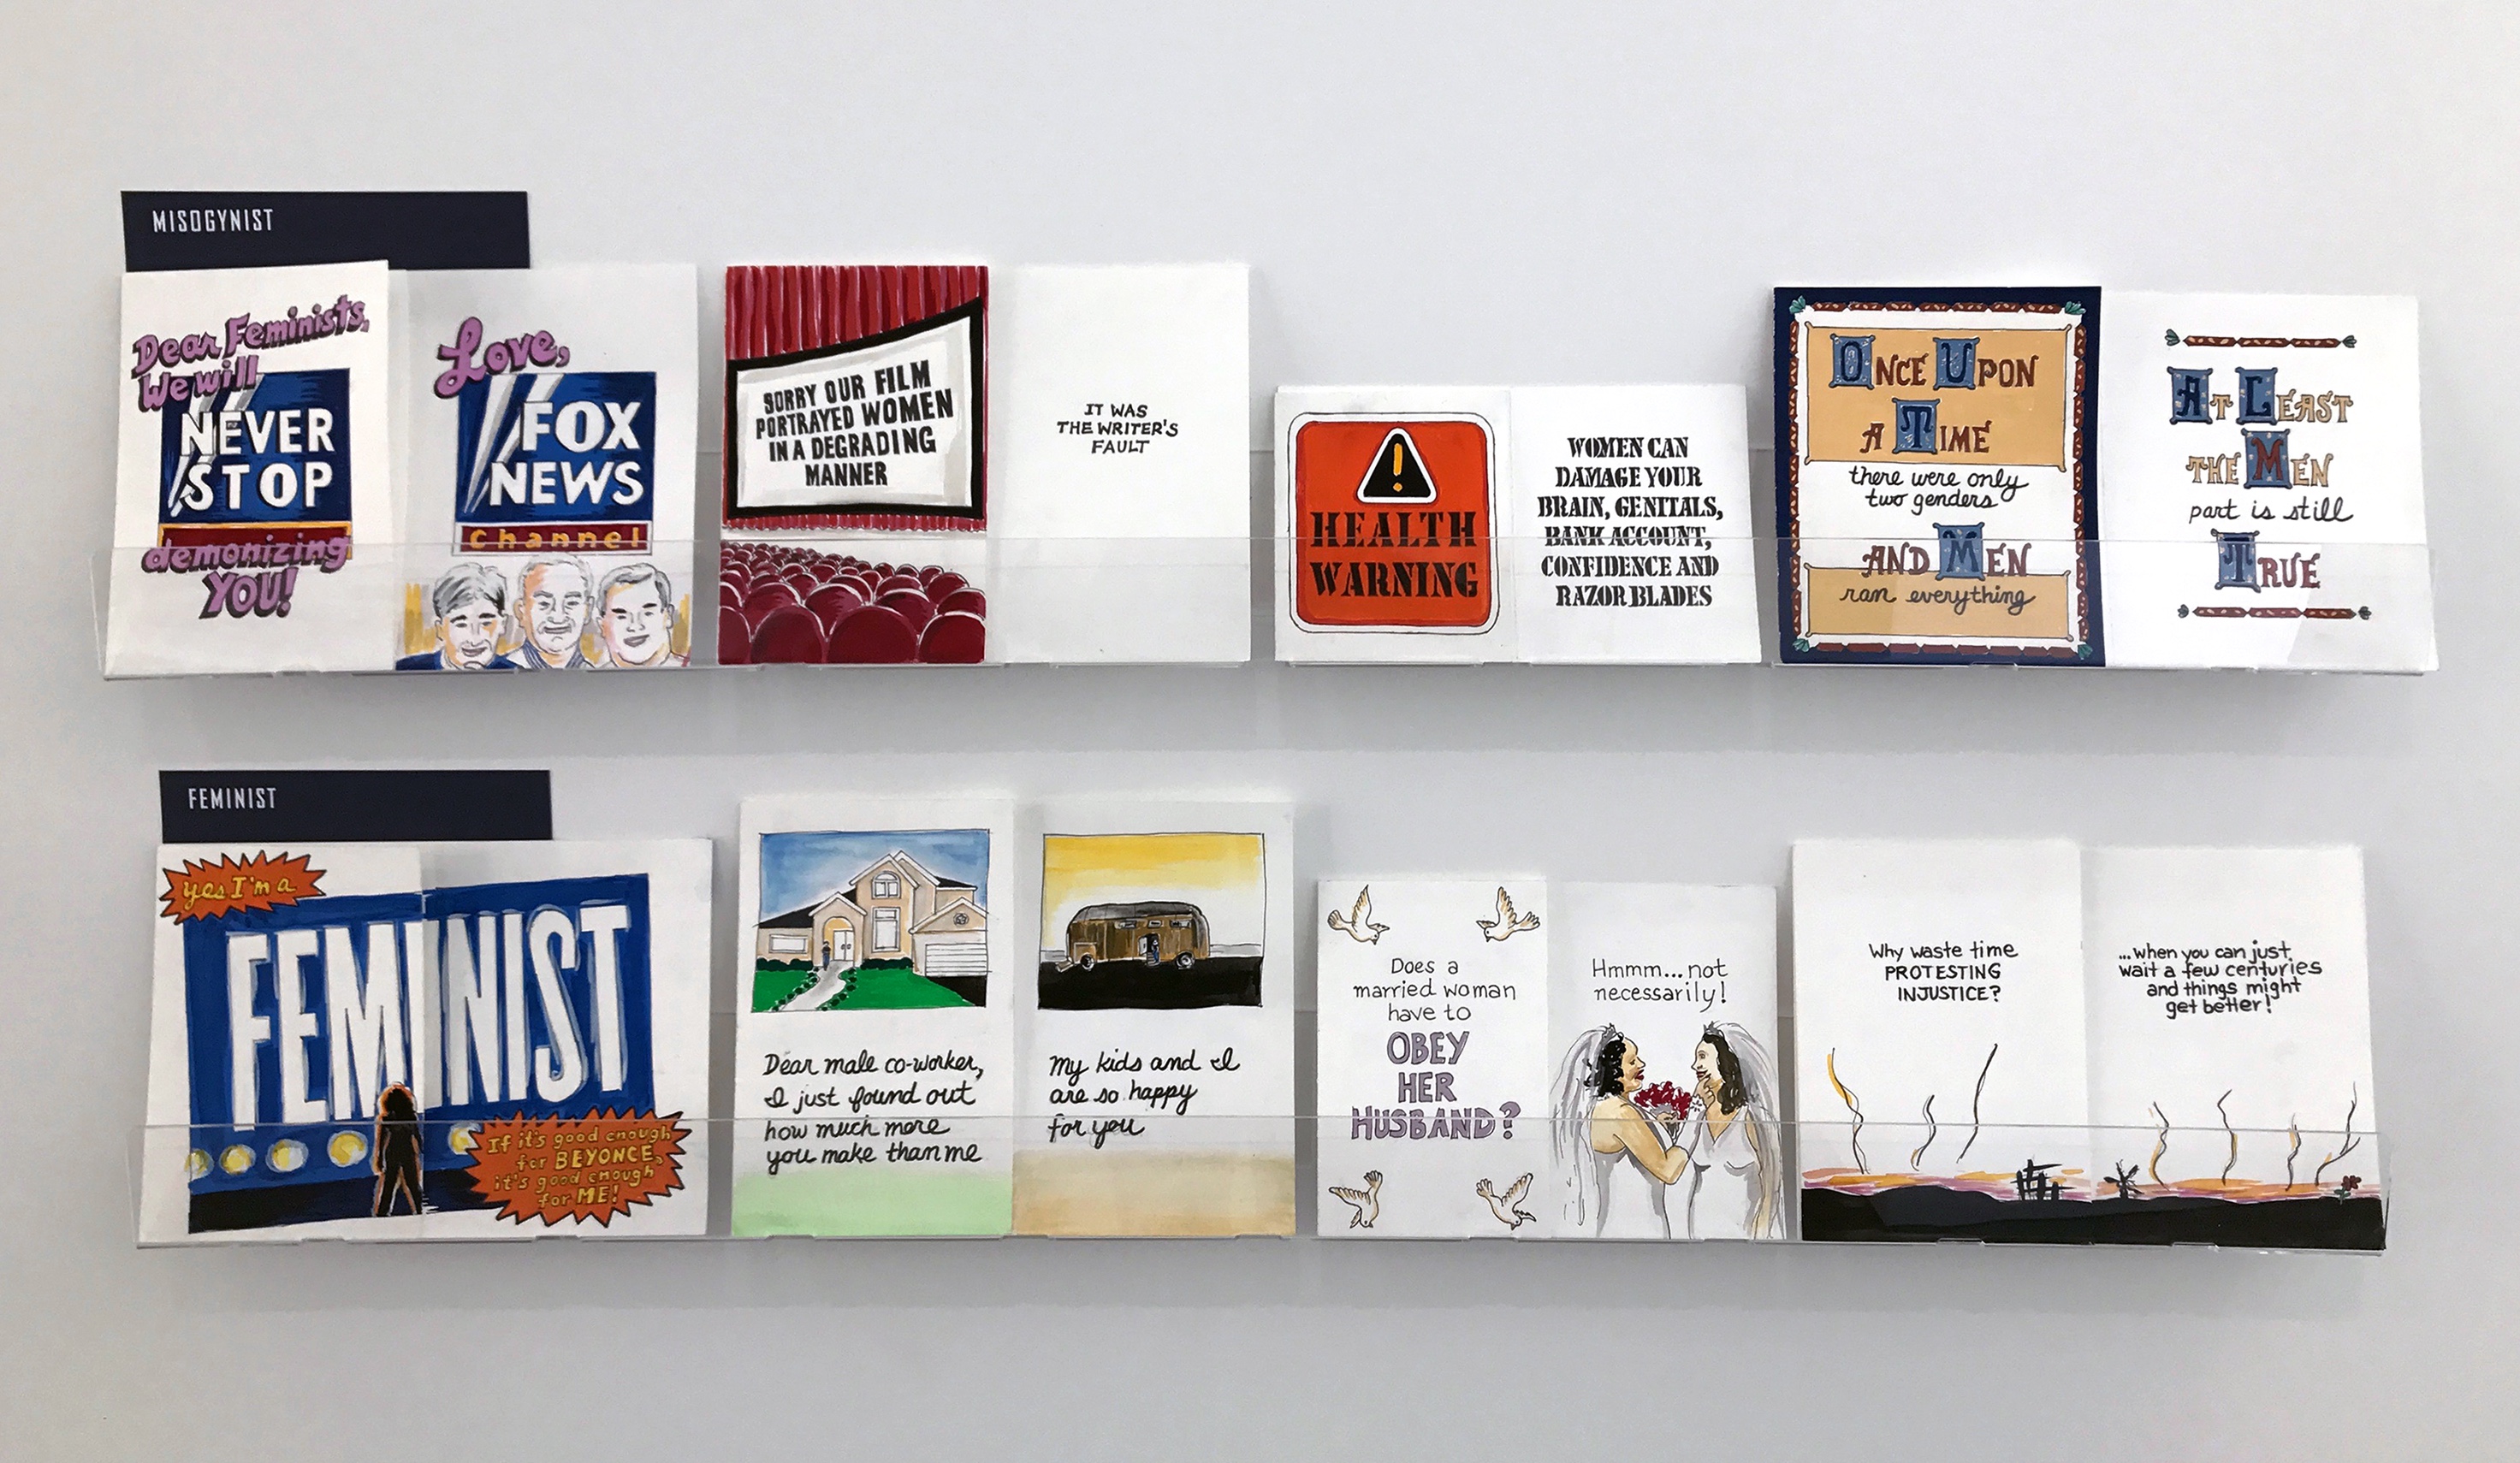 MISOGYNIST
Dear Feminists,
We will
NEVER
STOP
demonizing
YOU!
Love,
FOX
NEWS
Channel
SORRY OUR FILM
PORTRAYED WOMEN
IN A DEGRADING
MANNER
IT WAS
THE WRITER'S
FAULT
HEALTH
WARNING
WOMEN CAN
DAMAGE YOUR
BRAIN, GENITALS,
BANK ACCOUNT,
CONFIDENCE AND
RAZOR BLADES
ONCE UPON
A TIME
there were only
two genders
AND MEN
ran everything
AT LEAST
THE MEN
part is still
TRUE
FEMINIST
yes I'm a
FEMINIST
If it's good enough
for BEYONCE,
it's good enough
for ME!
Dear male co-worker,
I just found out
how much more
you make than me
My kids and I
are so happy
for you
Does a
married woman
have to
OBEY
HER
HUSBAND?
Hmmm...not
necessarily!
Why waste time
PROTESTING
INJUSTICE?
...when you can just
wait a few centuries
and things might
get better!